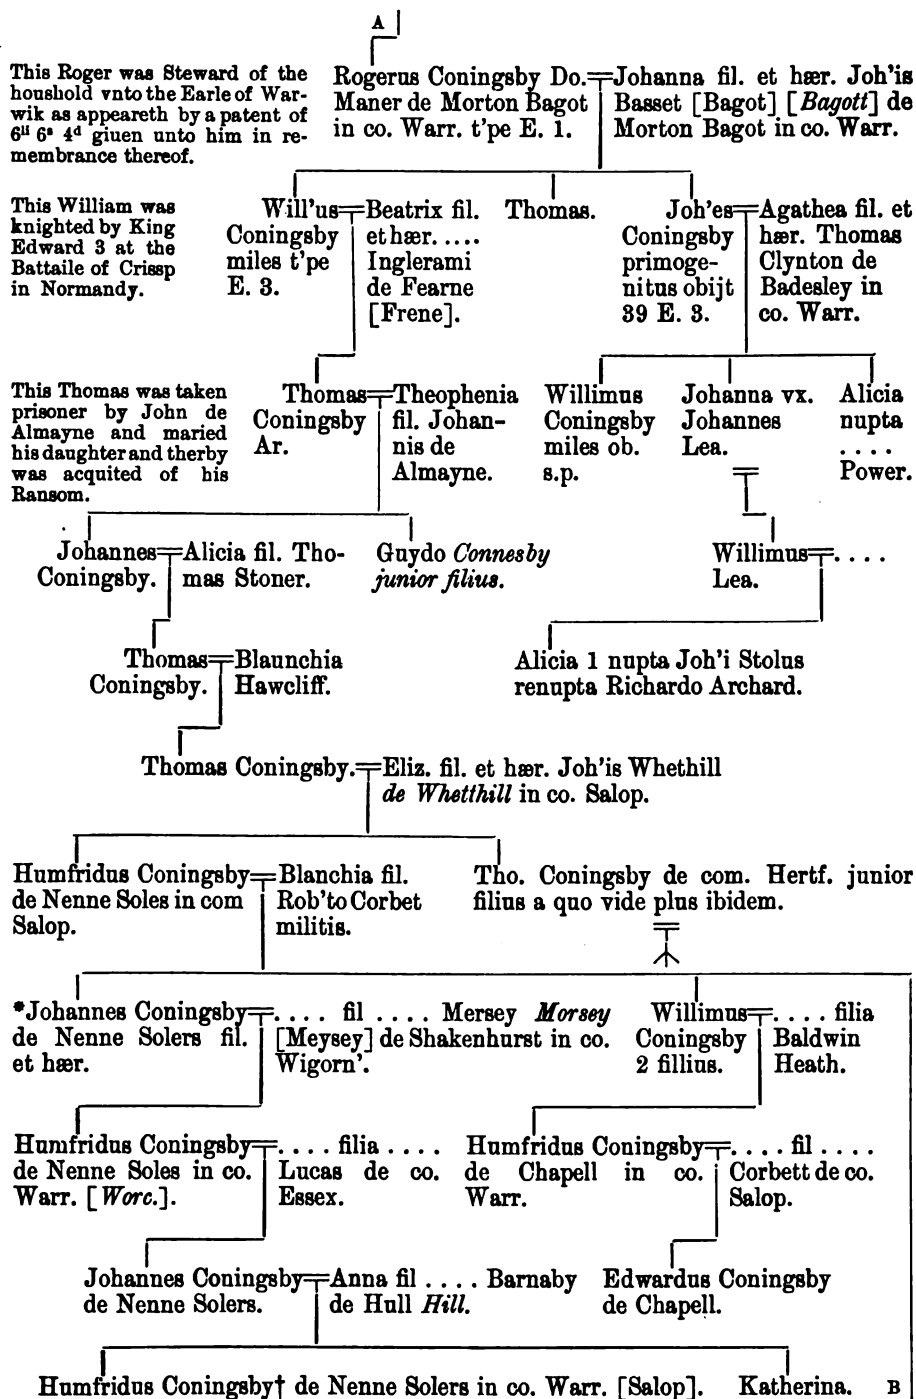 A
This Roger was Steward of the
houshold vnto the Earle of War-
wik as appeareth by a patent of
6ˡⁱ 6ˢ 4ᵈ giuen unto him in re-
membrance thereof.
Rogerus Coningsby Do.
Maner de Morton Bagot
in co. Warr. t'pe E. 1.
Johanna fil. et hær. Joh'is
Basset [Bagot] [Bagott] de
Morton Bagot in co. Warr.
This William was
knighted by King
Edward 3 at the
Battaile of Crissp
in Normandy.
Will'us
Coningsby
miles t'pe
E. 3.
Beatrix fil.
et hær. ....
Inglerami
de Fearne
[Frene].
Thomas.
Joh'es
Coningsby
primoge-
nitus obijt
39 E. 3.
Agathea fil. et
hær. Thomas
Clynton de
Badesley in
co. Warr.
This Thomas was taken
prisoner by John de
Almayne and maried
his daughter and therby
was acquited of his
Ransom.
Thomas
Coningsby
Ar.
Theophenia
fil. Johan-
nis de
Almayne.
Willimus
Coningsby
miles ob.
s.p.
Johanna vx.
Johannes
Lea.
Alicia
nupta
....
Power.
Johannes
Coningsby.
Alicia fil. Tho-
mas Stoner.
Guydo Connesby
junior filius.
Willimus
Lea.
....
Thomas
Coningsby.
Blaunchia
Hawcliff.
Alicia 1 nupta Joh'i Stolus
renupta Richardo Archard.
Thomas Coningsby.
Eliz. fil. et hær. Joh'is Whethill
de Whetthill in co. Salop.
Humfridus Coningsby
de Nenne Soles in com
Salop.
Blanchia fil.
Rob'to Corbet
militis.
Tho. Coningsby de com. Hertf. junior
filius a quo vide plus ibidem.
*Johannes Coningsby
de Nenne Solers fil.
et hær.
.... fil .... Mersey Morsey
[Meysey] de Shakenhurst in co.
Wigorn'.
Willimus
Coningsby
2 fillius.
.... filia
Baldwin
Heath.
Humfridus Coningsby
de Nenne Soles in co.
Warr. [Worc.].
.... filia ....
Lucas de co.
Essex.
Humfridus Coningsby
de Chapell in co.
Warr.
.... fil ....
Corbett de co.
Salop.
Johannes Coningsby
de Nenne Solers.
Anna fil .... Barnaby
de Hull Hill.
Edwardus Coningsby
de Chapell.
Humfridus Coningsby† de Nenne Solers in co. Warr. [Salop].
Katherina.
B